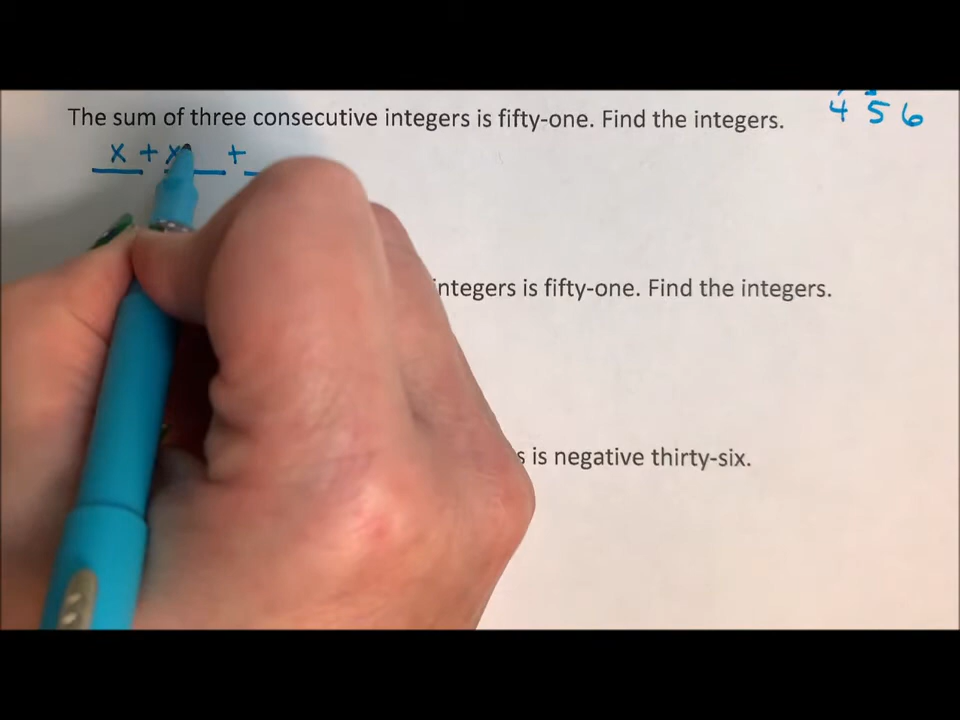 The sum of three consecutive integers is fifty-one. Find the integers. 4 5 6
x + x +
integers is fifty-one. Find the integers.
is negative thirty-six.